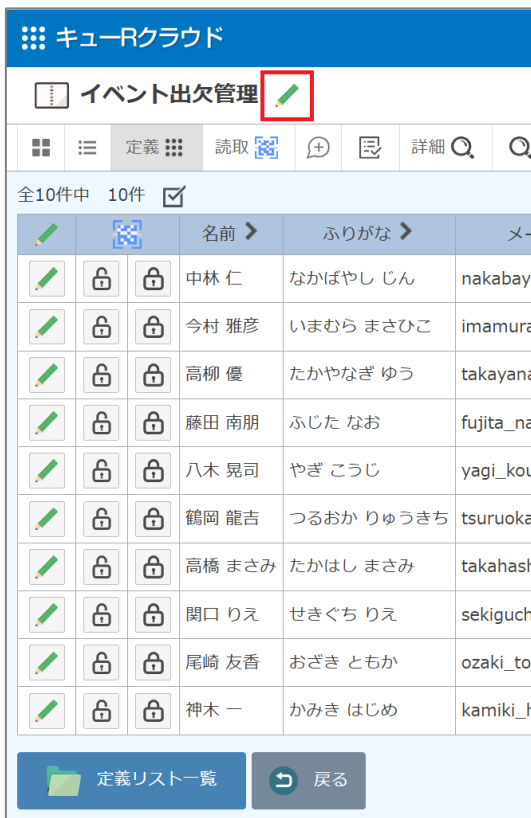 キューRクラウド
イベント出欠管理
定義 読取 詳細
全10件中 10件
名前 ふりがな メー
中林 仁 なかばやし じん nakabay
今村 雅彦 いまむら まさひこ imamura
高柳 優 たかやなぎ ゆう takayana
藤田 南朋 ふじた なお fujita_na
八木 晃司 やぎ こうじ yagi_kou
鶴岡 龍吉 つるおか りゅうきち tsuruoka
高橋 まさみ たかはし まさみ takahash
関口 りえ せきぐち りえ sekiguch
尾崎 友香 おざき ともか ozaki_to
神木 一 かみき はじめ kamiki_h
定義リスト一覧 戻る